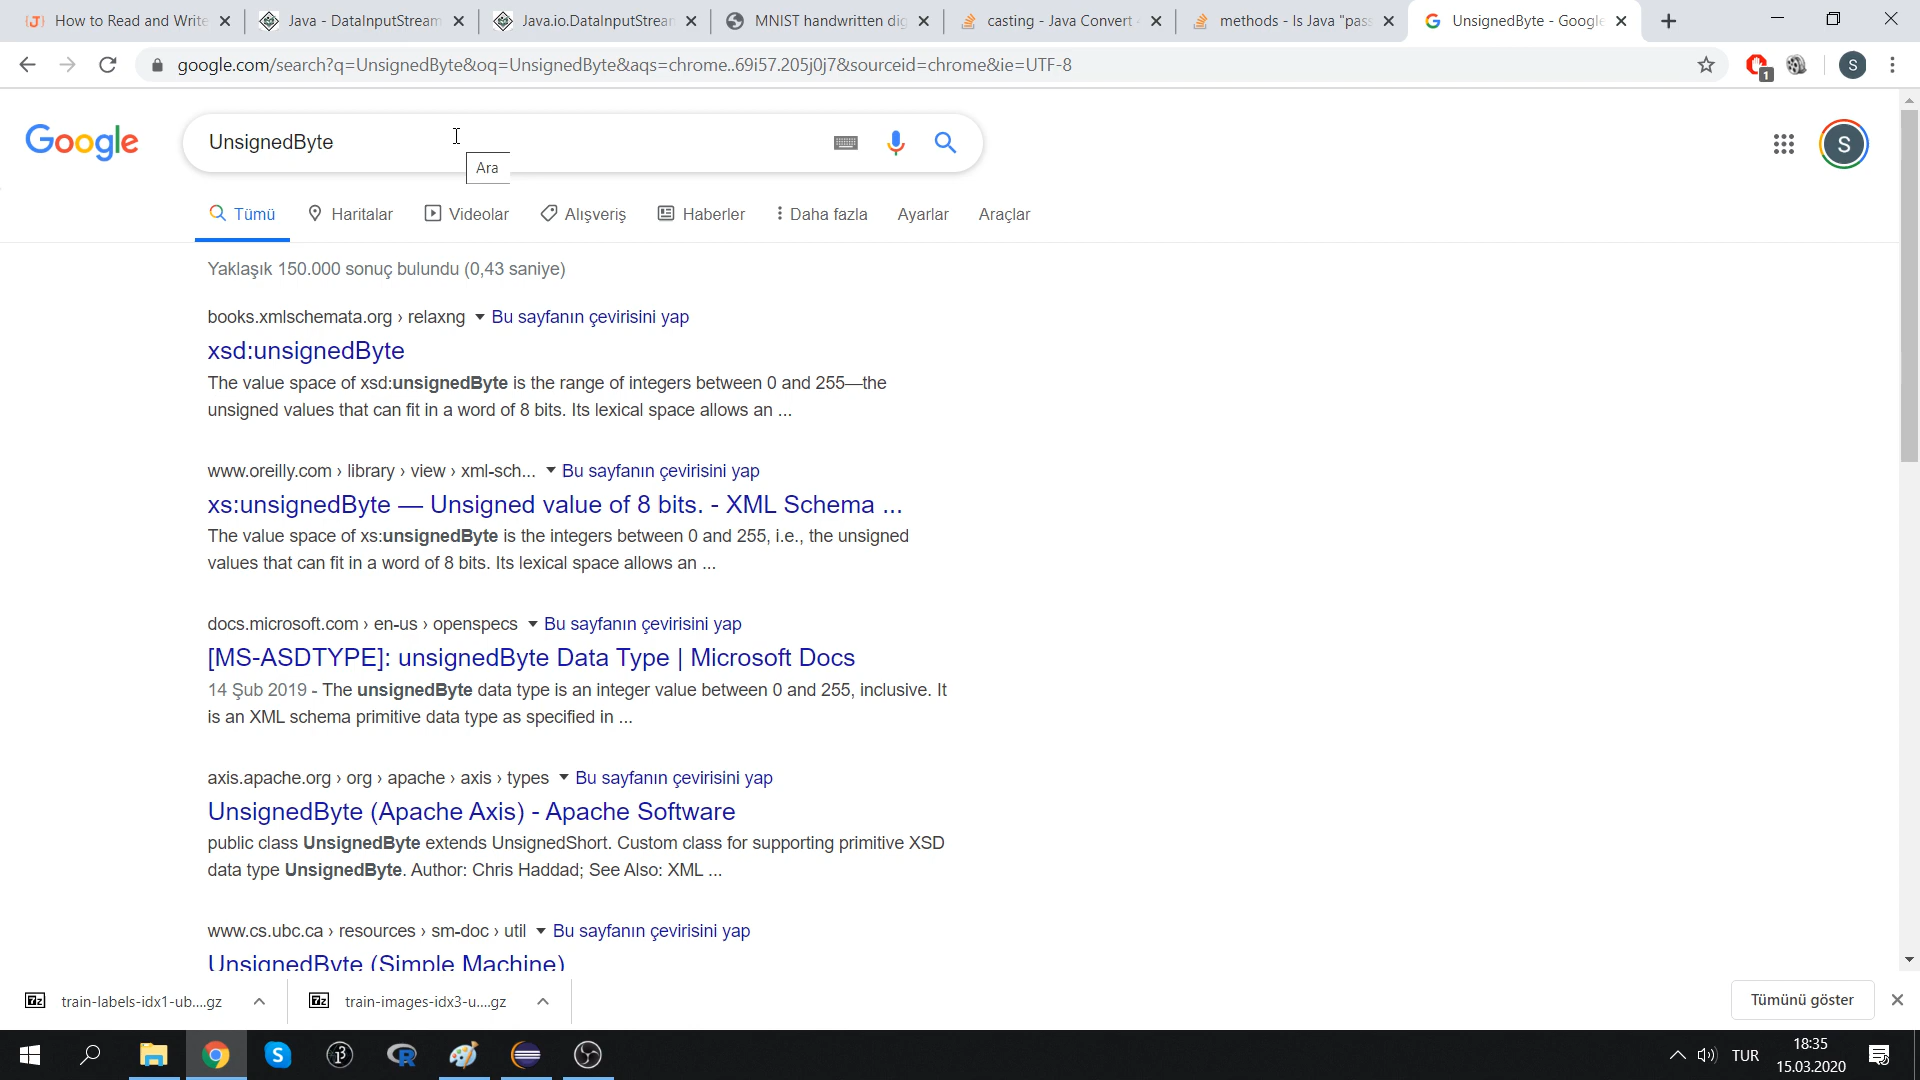 How to Read and Write
Java - DataInputStream
Java.io.DataInputStream
MNIST handwritten dig
casting - Java Convert -
methods - Is Java "pass
UnsignedByte - Google
google.com/search?q=UnsignedByte&oq=UnsignedByte&aqs=chrome..69i57.205j0j7&sourceid=chrome&ie=UTF-8
1
S
Google
UnsignedByte
Ara
S
Tümü
Haritalar
Videolar
Alışveriş
Haberler
Daha fazla
Ayarlar
Araçlar
Yaklaşık 150.000 sonuç bulundu (0,43 saniye)
books.xmlschemata.org › relaxng Bu sayfanın çevirisini yap
xsd:unsignedByte
The value space of xsd:unsignedByte is the range of integers between 0 and 255—the
unsigned values that can fit in a word of 8 bits. Its lexical space allows an ...
www.oreilly.com › library › view › xml-sch... Bu sayfanın çevirisini yap
xs:unsignedByte — Unsigned value of 8 bits. - XML Schema ...
The value space of xs:unsignedByte is the integers between 0 and 255, i.e., the unsigned
values that can fit in a word of 8 bits. Its lexical space allows an ...
docs.microsoft.com › en-us › openspecs Bu sayfanın çevirisini yap
[MS-ASDTYPE]: unsignedByte Data Type | Microsoft Docs
14 Şub 2019 - The unsignedByte data type is an integer value between 0 and 255, inclusive. It
is an XML schema primitive data type as specified in ...
axis.apache.org › org › apache › axis › types Bu sayfanın çevirisini yap
UnsignedByte (Apache Axis) - Apache Software
public class UnsignedByte extends UnsignedShort. Custom class for supporting primitive XSD
data type UnsignedByte. Author: Chris Haddad; See Also: XML ...
www.cs.ubc.ca › resources › sm-doc › util Bu sayfanın çevirisini yap
UnsignedByte (Simple Machine)
7z train-labels-idx1-ub....gz
7z train-images-idx3-u....gz
Tümünü göster
TUR
18:35
15.03.2020